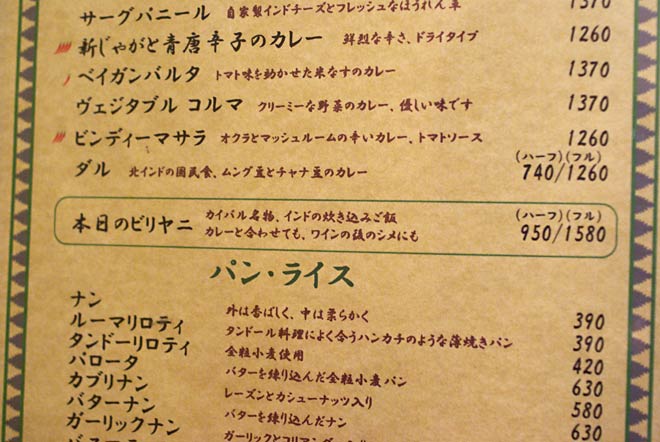 サーグパニール 自家製インドチーズとフレッシュなほうれん草 1370
新じゃがと青唐辛子のカレー 鮮烈な辛さ、ドライタイプ 1260
ベイガンバルタ トマト味を効かせた米なすのカレー 1370
ヴェジタブル コルマ クリーミーな野菜のカレー、優しい味です 1370
ビンディーマサラ オクラとマッシュルームの辛いカレー、トマトソース 1260
(ハーフ)(フル)
ダル 北インドの国民食、ムング豆とチャナ豆のカレー 740/1260
本日のビリヤニ カイバル名物、インドの炊き込みご飯 (ハーフ)(フル)
カレーと合わせても、ワインの後のシメにも 950/1580
パン・ライス
ナン 外は香ばしく、中は柔らかく 390
ルーマリロティ タンドール料理によく合うハンカチのような薄焼きパン 390
タンドーリロティ 全粒小麦使用 420
パロータ バターを練り込んだ全粒小麦パン 630
カブリナン レーズンとカシューナッツ入り 580
バターナン バターを練り込んだナン 630
ガーリックナン